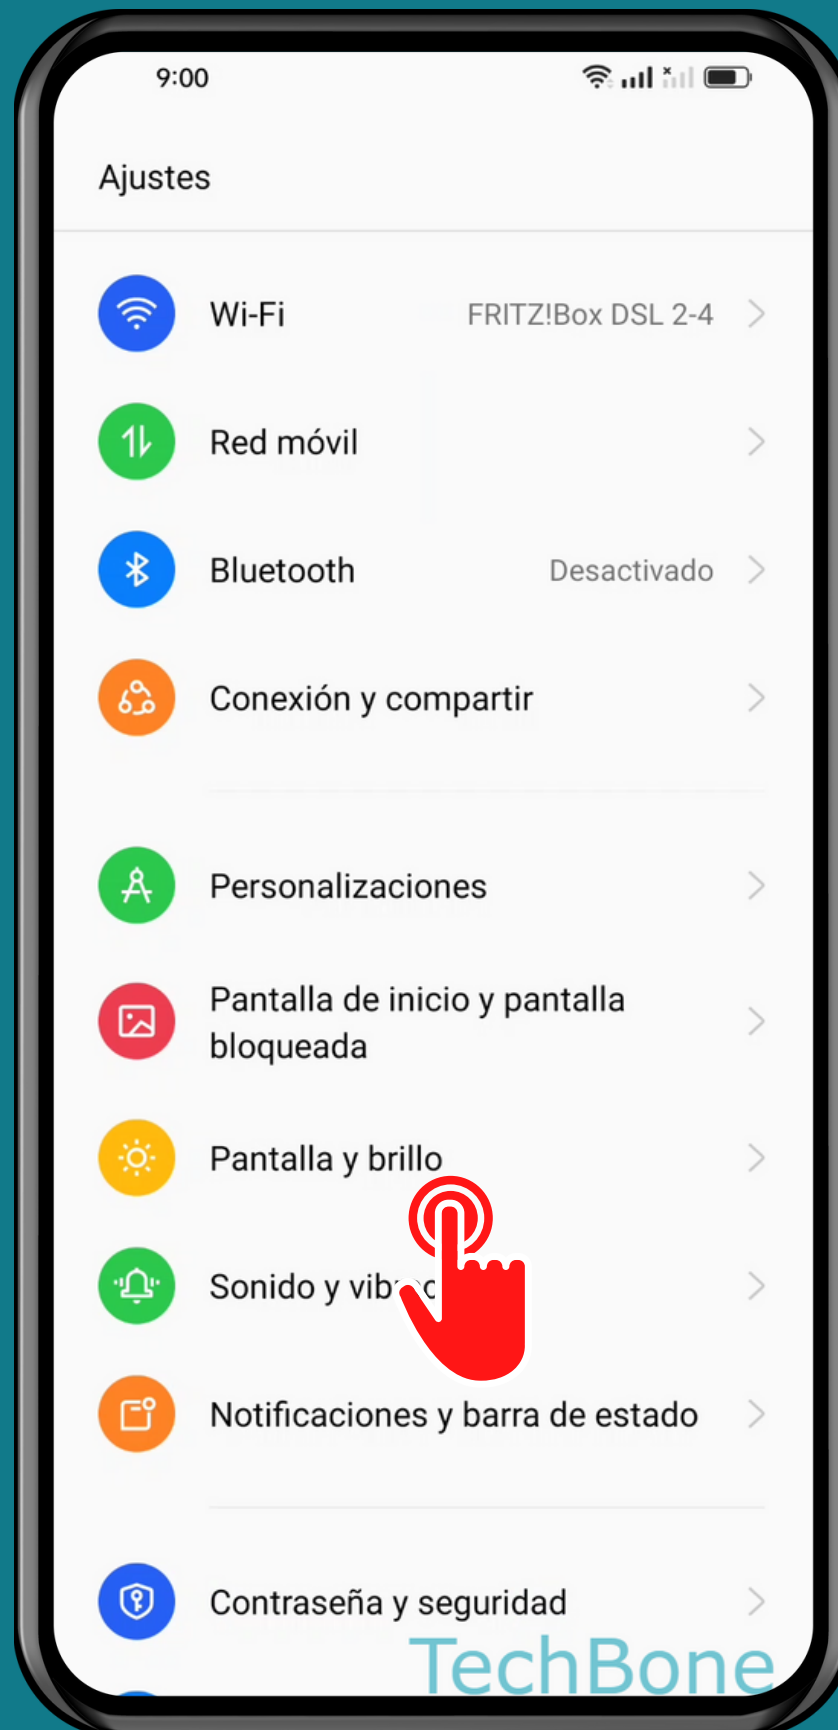 9:00
Ajustes
Wi-Fi FRITZ!Box DSL 2-4
Red móvil
Bluetooth Desactivado
Conexión y compartir
Personalizaciones
Pantalla de inicio y pantalla
bloqueada
Pantalla y brillo
Sonido y
Notificaciones y barra de estado
Contraseña y seguridad
TechBone